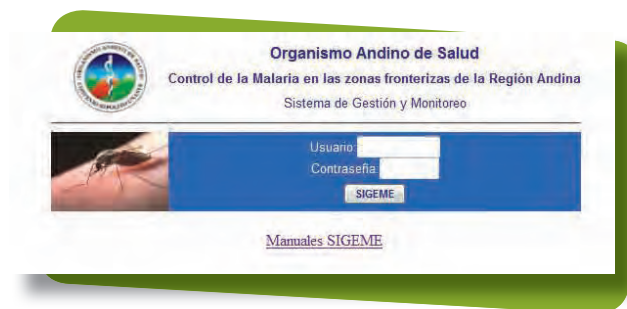 Organismo Andino de Salud
Control de la Malaria en las zonas fronterizas de la Región Andina
Sistema de Gestión y Monitoreo
Usuario:
Contraseña:
SIGEME
Manuales SIGEME